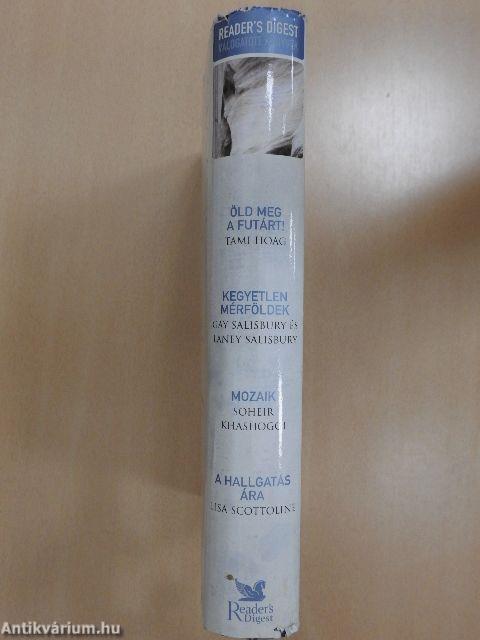 READER'S DIGEST
VÁLOGATOTT KÖNYVEK
ÖLD MEG
A FUTÁRT!
TAMI HOAG
KEGYETLEN
MÉRFÖLDEK
GAY SALISBURY ÉS
LANEY SALISBURY
MOZAIK
SOHEIR
KHASHOGGI
A HALLGATÁS
ÁRA
LISA SCOTTOLINE
Reader's
Digest
Antikvárium.hu